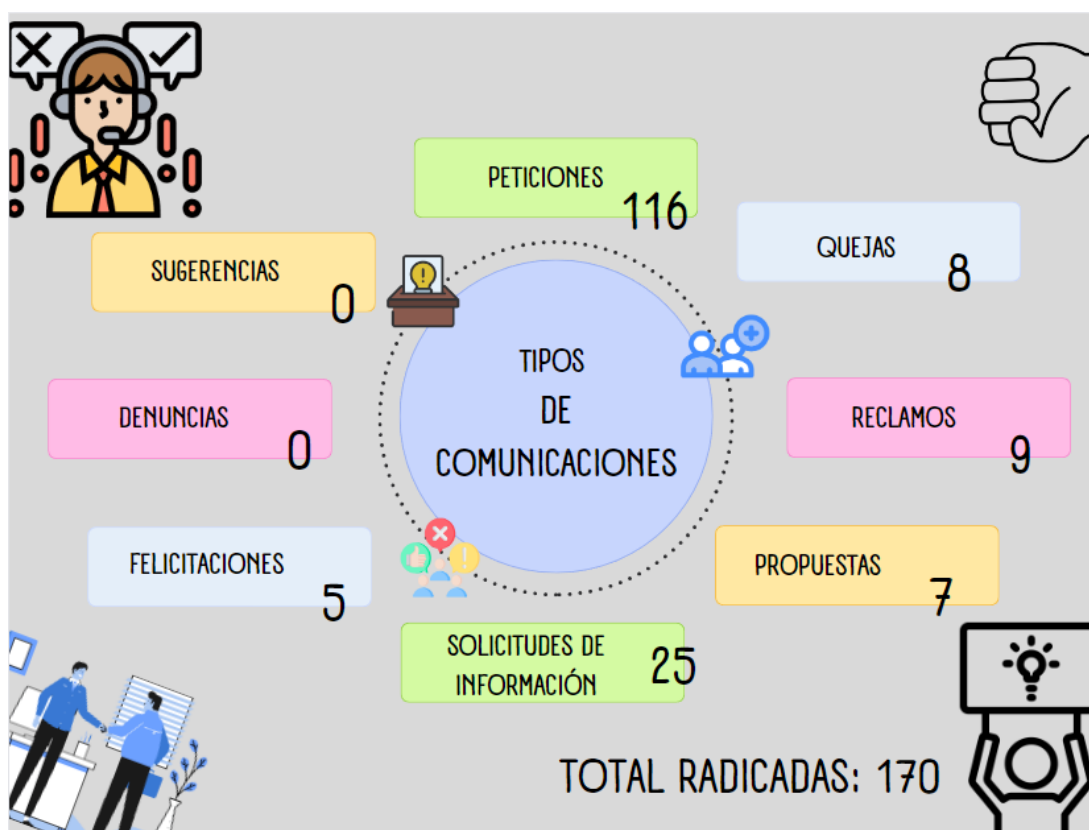 PETICIONES
116
QUEJAS
8
SUGERENCIAS
0
TIPOS
DE
COMUNICACIONES
DENUNCIAS
0
RECLAMOS
9
FELICITACIONES
5
PROPUESTAS
7
SOLICITUDES DE
INFORMACIÓN
25
TOTAL RADICADAS: 170